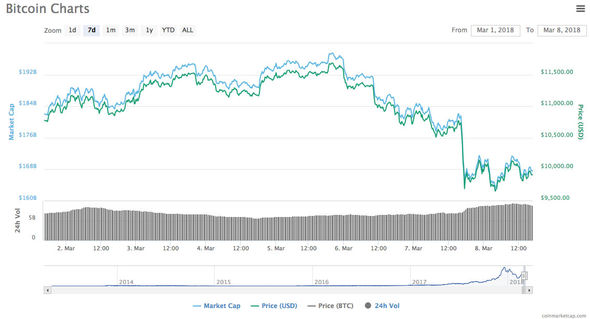 Bitcoin Charts
Zoom 1d 7d 1m 3m 1y YTD ALL
From Mar 1, 2018 To Mar 8, 2018
$192B
$184B
$176B
$168B
$160B
Market Cap
$11,500.00
$11,000.00
$10,500.00
$10,000.00
$9,500.00
Price (USD)
24h Vol
5B
0
2. Mar 12:00 3. Mar 12:00 4. Mar 12:00 5. Mar 12:00 6. Mar 12:00 7. Mar 12:00 8. Mar 12:00
2014 2015 2016 2017 2018
Market Cap Price (USD) Price (BTC) 24h Vol
coinmarketcap.com